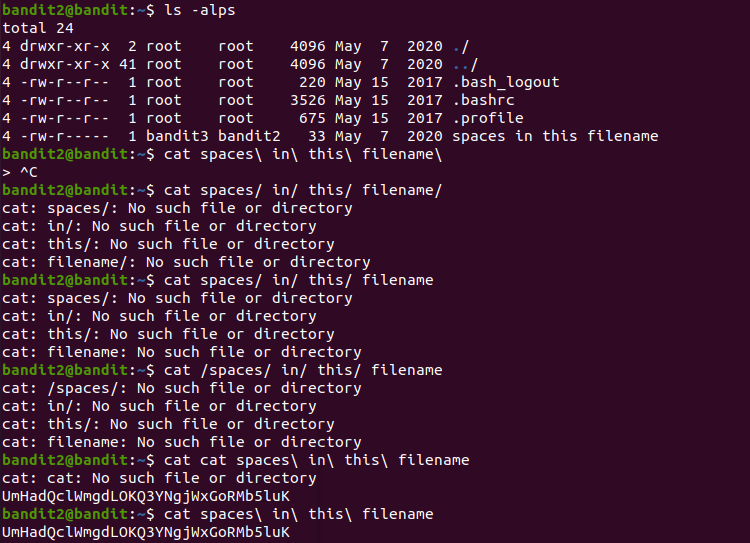 bandit2@bandit:~$ ls -alps
total 24
4 drwxr-xr-x  2 root    root    4096 May  7  2020 ./
4 drwxr-xr-x 41 root    root    4096 May  7  2020 ../
4 -rw-r--r--  1 root    root     220 May 15  2017 .bash_logout
4 -rw-r--r--  1 root    root    3526 May 15  2017 .bashrc
4 -rw-r--r--  1 root    root     675 May 15  2017 .profile
4 -rw-r-----  1 bandit3 bandit2   33 May  7  2020 spaces in this filename
bandit2@bandit:~$ cat spaces\ in\ this\ filename\
> ^C
bandit2@bandit:~$ cat spaces/ in/ this/ filename/
cat: spaces/: No such file or directory
cat: in/: No such file or directory
cat: this/: No such file or directory
cat: filename/: No such file or directory
bandit2@bandit:~$ cat spaces/ in/ this/ filename
cat: spaces/: No such file or directory
cat: in/: No such file or directory
cat: this/: No such file or directory
cat: filename: No such file or directory
bandit2@bandit:~$ cat /spaces/ in/ this/ filename
cat: /spaces/: No such file or directory
cat: in/: No such file or directory
cat: this/: No such file or directory
cat: filename: No such file or directory
bandit2@bandit:~$ cat cat spaces\ in\ this\ filename
cat: cat: No such file or directory
UmHadQclWmgdLOKQ3YNgjWxGoRMb5luK
bandit2@bandit:~$ cat spaces\ in\ this\ filename
UmHadQclWmgdLOKQ3YNgjWxGoRMb5luK